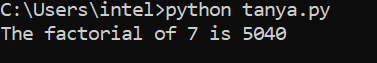 C:\Users\intel>python tanya.py
The factorial of 7 is 5040